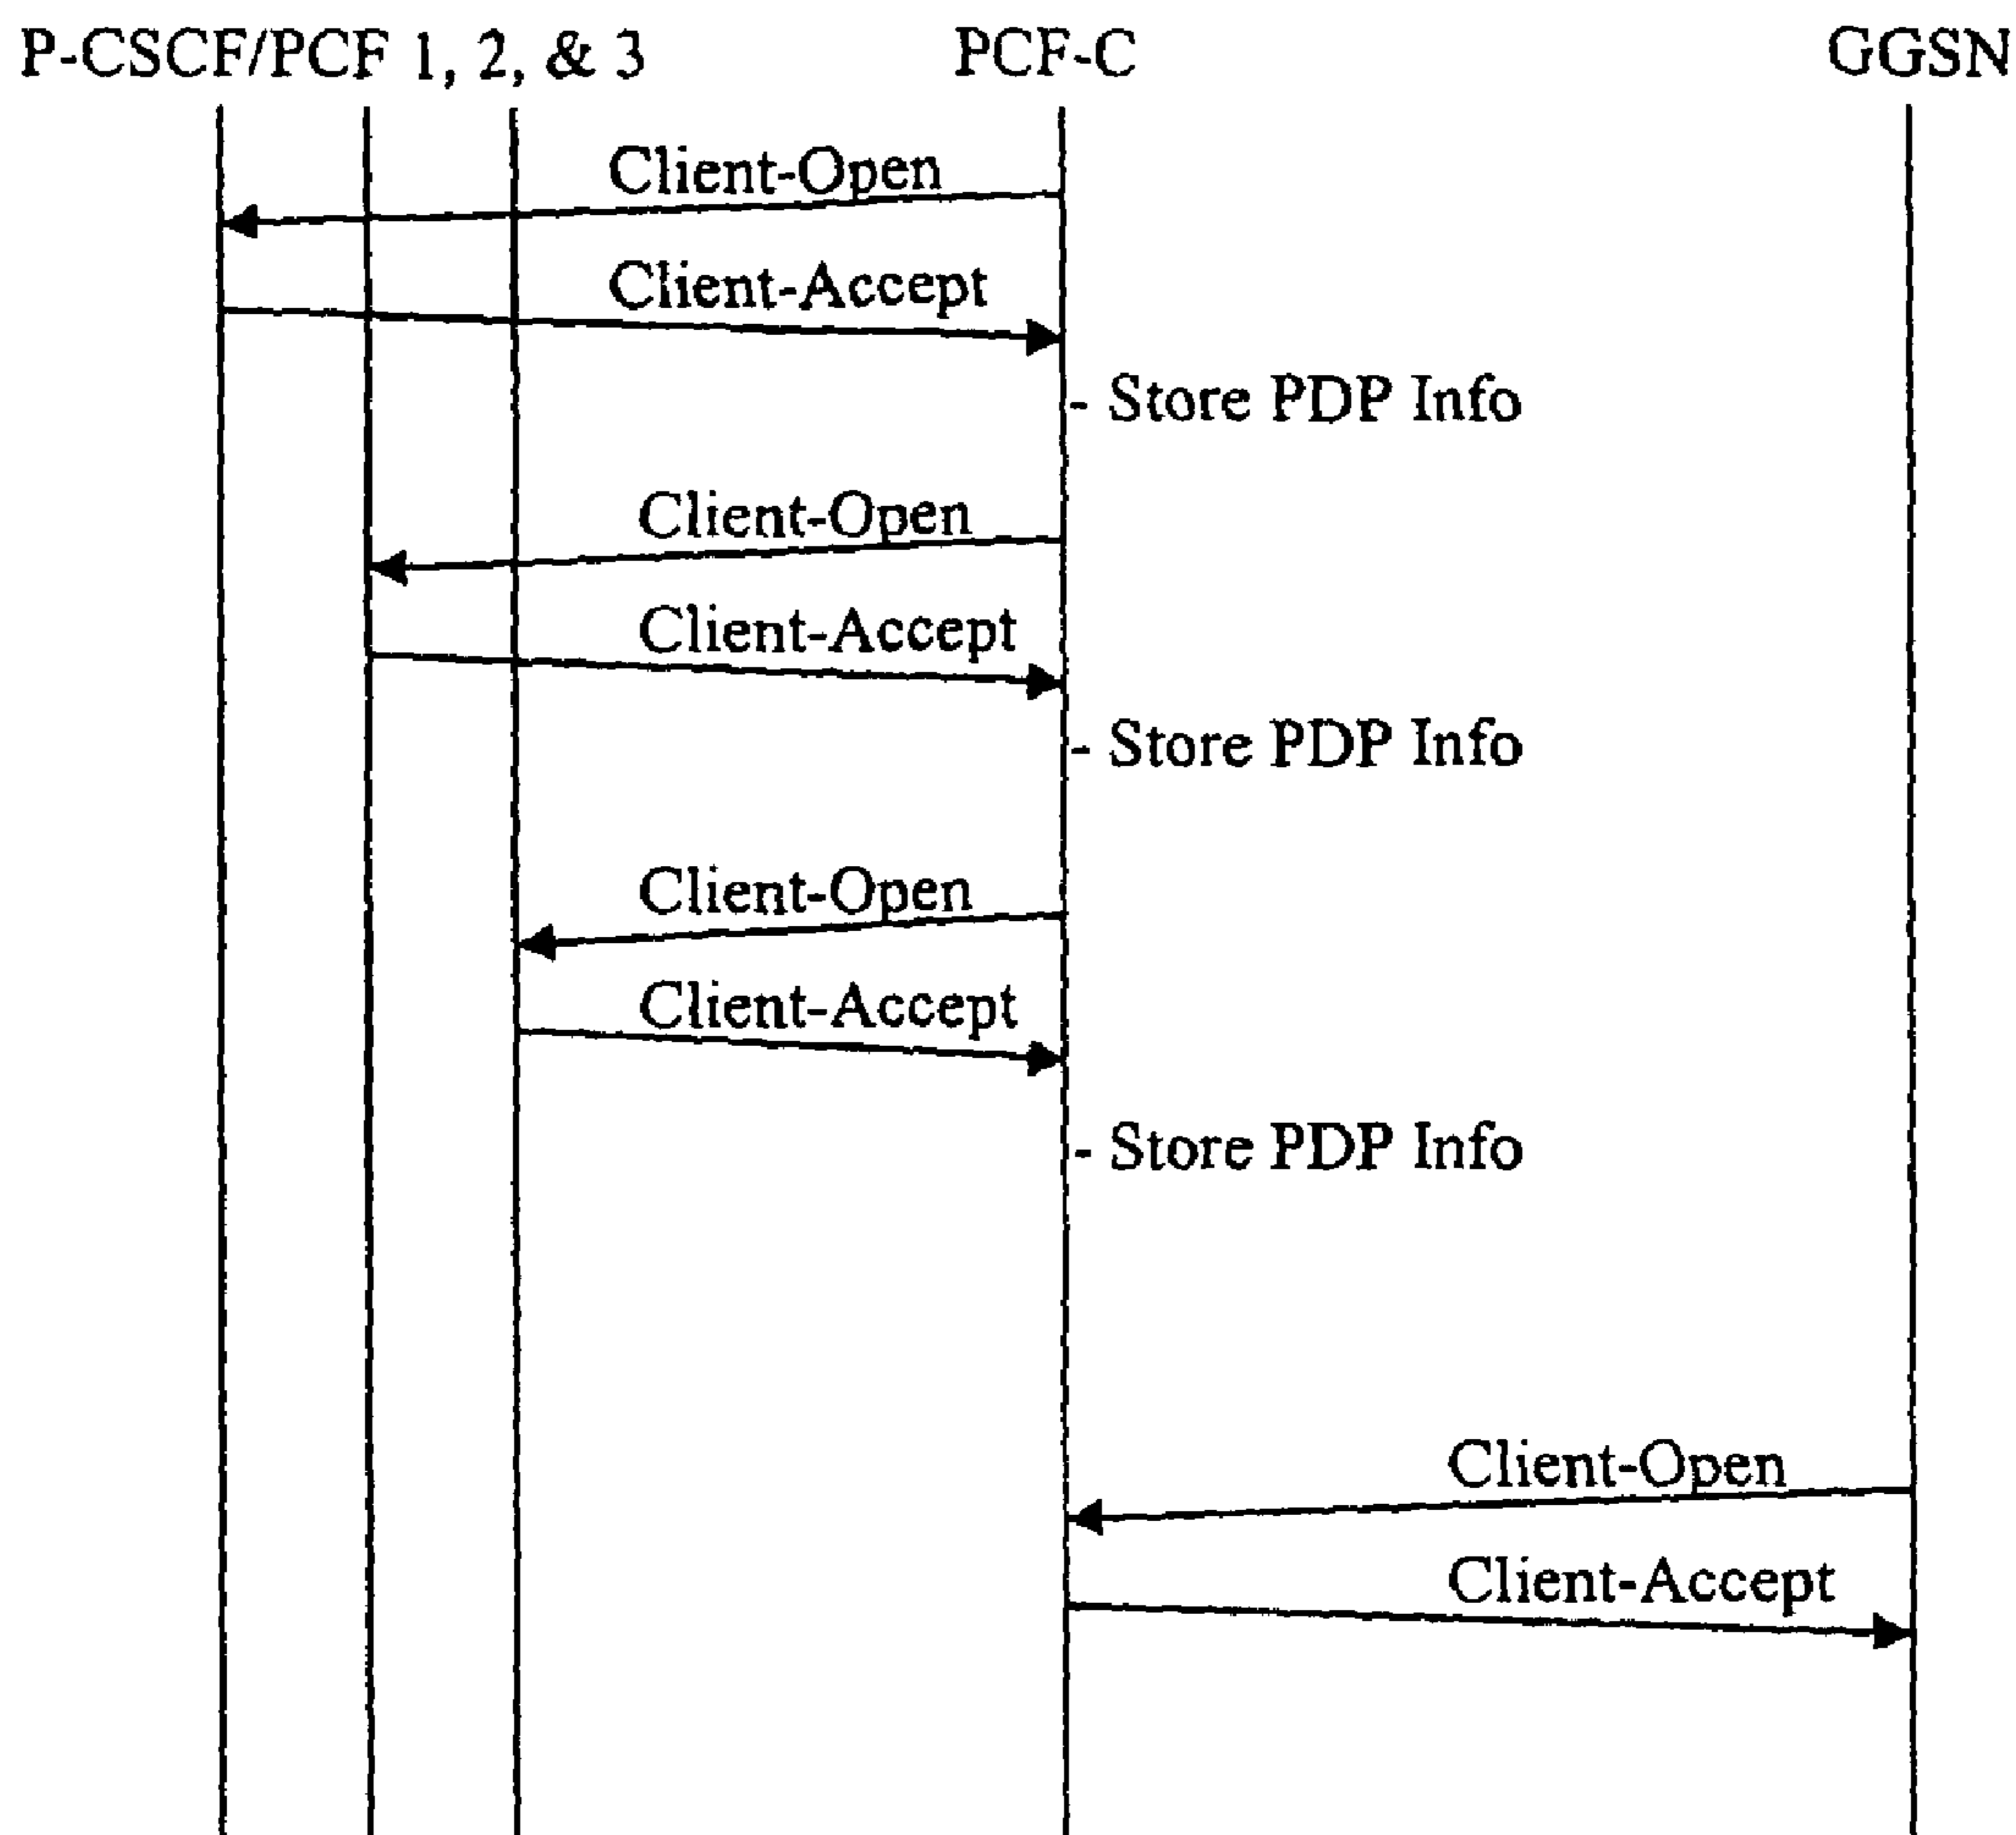 P-CSCF/PCF 1, 2, & 3 PCF-C GGSN
Client-Open
Client-Accept
- Store PDP Info
Client-Open
Client-Accept
- Store PDP Info
Client-Open
Client-Accept
- Store PDP Info
Client-Open
Client-Accept